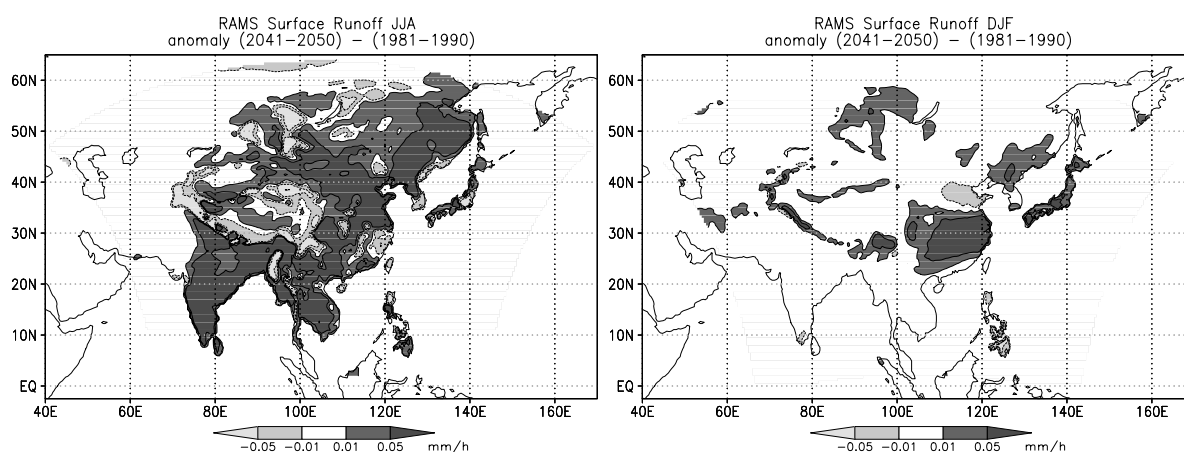 RAMS Surface Runoff JJA
anomaly (2041-2050) - (1981-1990)
60N
50N
40N
30N
20N
10N
EQ
40E 60E 80E 100E 120E 140E 160E
-0.05 -0.01 0.01 0.05 mm/h
RAMS Surface Runoff DJF
anomaly (2041-2050) - (1981-1990)
60N
50N
40N
30N
20N
10N
EQ
40E 60E 80E 100E 120E 140E 160E
-0.05 -0.01 0.01 0.05 mm/h